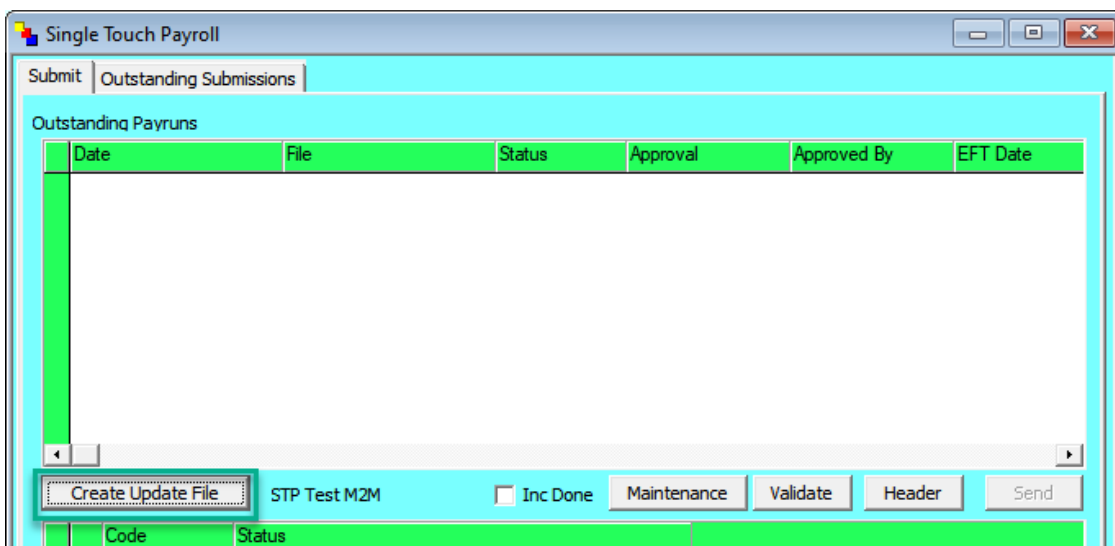 Single Touch Payroll
Submit Outstanding Submissions
Outstanding Payruns
Date File Status Approval Approved By EFT Date
Create Update File STP Test M2M Inc Done Maintenance Validate Header Send
Code Status